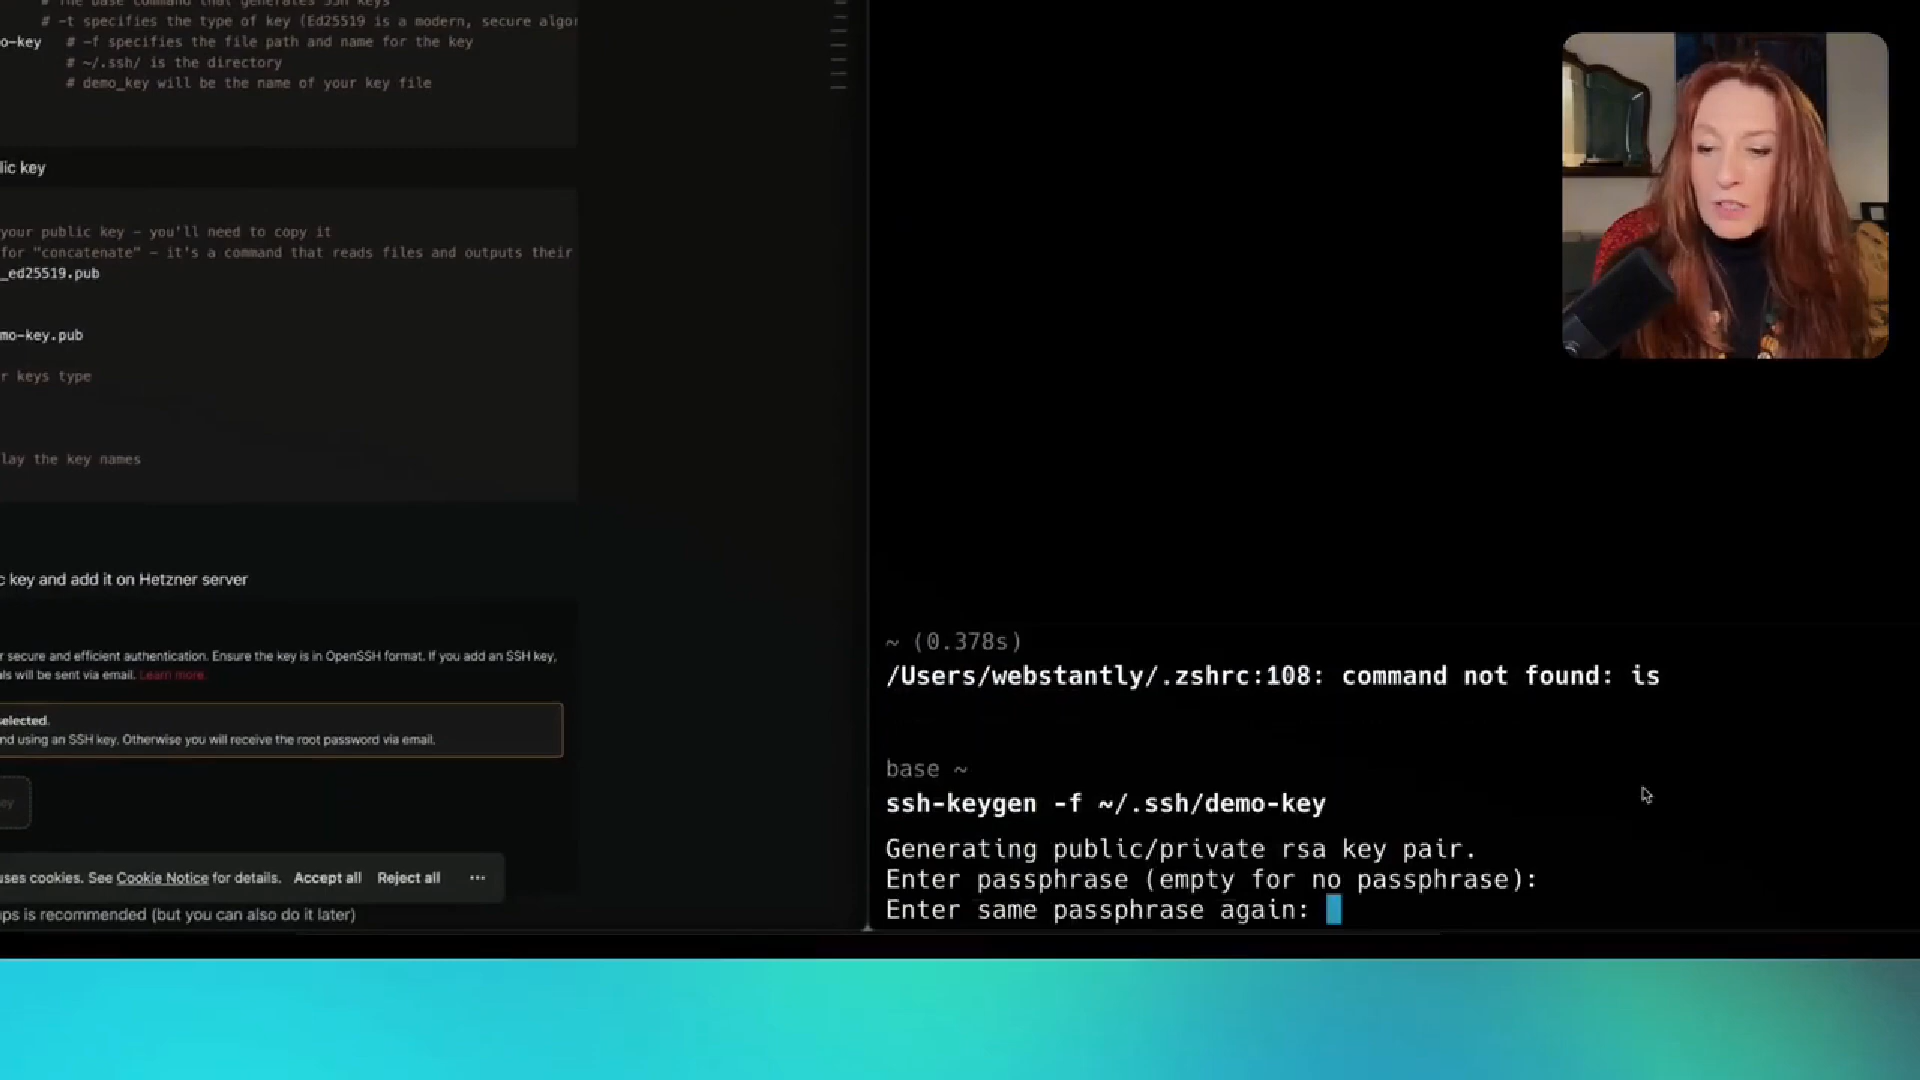 # The base command that generates SSH keys
# -t specifies the type of key (Ed25519 is a modern, secure algor
o-key # -f specifies the file path and name for the key
# ~/.ssh/ is the directory
# demo_key will be the name of your key file
lic key
your public key - you'll need to copy it
for "concatenate" - it's a command that reads files and outputs their
_ed25519.pub
mo-key.pub
r keys type
lay the key names
c key and add it on Hetzner server
r secure and efficient authentication. Ensure the key is in OpenSSH format. If you add an SSH key,
ls will be sent via email. Learn more.
selected.
nd using an SSH key. Otherwise you will receive the root password via email.
ey
uses cookies. See Cookie Notice for details. Accept all Reject all ...
ups is recommended (but you can also do it later)
~ (0.378s)
/Users/webstantly/.zshrc:108: command not found: is
base ~
ssh-keygen -f ~/.ssh/demo-key
Generating public/private rsa key pair.
Enter passphrase (empty for no passphrase):
Enter same passphrase again: